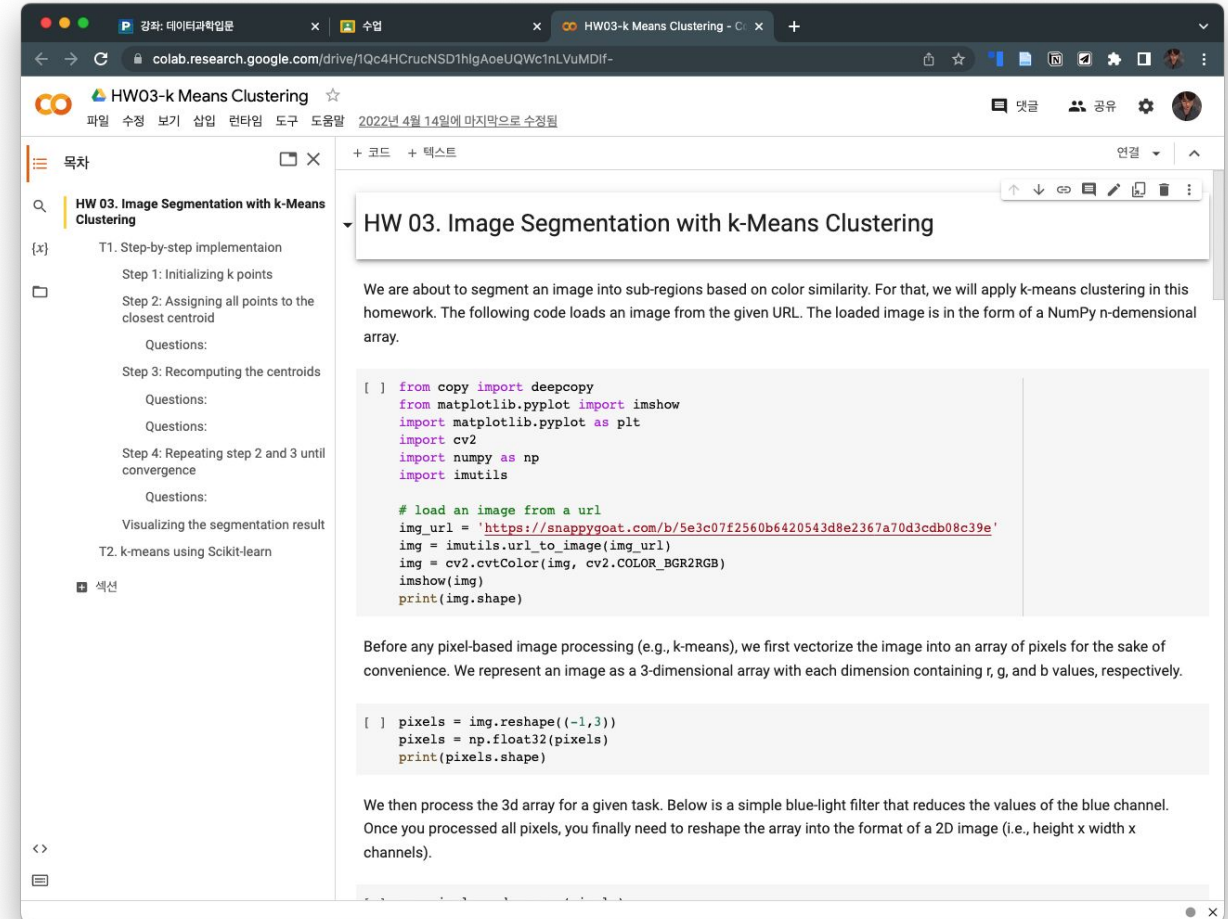 강좌: 데이터과학입문
수업
HW03-k Means Clustering - Co
colab.research.google.com/drive/1Qc4HCrucNSD1hlgAoeUQWc1nLVuMDlf-
HW03-k Means Clustering
댓글
공유
파일 수정 보기 삽입 런타임 도구 도움말 2022년 4월 14일에 마지막으로 수정됨
목차
+ 코드 + 텍스트
연결
HW 03. Image Segmentation with k-Means
Clustering
T1. Step-by-step implementaion
Step 1: Initializing k points
Step 2: Assigning all points to the
closest centroid
Questions:
Step 3: Recomputing the centroids
Questions:
Questions:
Step 4: Repeating step 2 and 3 until
convergence
Questions:
Visualizing the segmentation result
T2. k-means using Scikit-learn
섹션
{x}
<>
HW 03. Image Segmentation with k-Means Clustering
We are about to segment an image into sub-regions based on color similarity. For that, we will apply k-means clustering in this
homework. The following code loads an image from the given URL. The loaded image is in the form of a NumPy n-demensional
array.
[ ] from copy import deepcopy
from matplotlib.pyplot import imshow
import matplotlib.pyplot as plt
import cv2
import numpy as np
import imutils
# load an image from a url
img_url = 'https://snappygoat.com/b/5e3c07f2560b6420543d8e2367a70d3cdb08c39e'
img = imutils.url_to_image(img_url)
img = cv2.cvtColor(img, cv2.COLOR_BGR2RGB)
imshow(img)
print(img.shape)
Before any pixel-based image processing (e.g., k-means), we first vectorize the image into an array of pixels for the sake of
convenience. We represent an image as a 3-dimensional array with each dimension containing r, g, and b values, respectively.
[ ] pixels = img.reshape((-1,3))
pixels = np.float32(pixels)
print(pixels.shape)
We then process the 3d array for a given task. Below is a simple blue-light filter that reduces the values of the blue channel.
Once you processed all pixels, you finally need to reshape the array into the format of a 2D image (i.e., height x width x
channels).